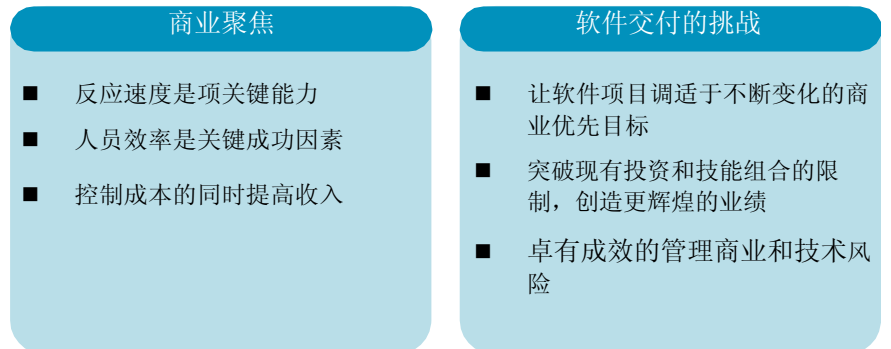 商业聚焦
■ 反应速度是项关键能力
■ 人员效率是关键成功因素
■ 控制成本的同时提高收入
软件交付的挑战
■ 让软件项目调适于不断变化的商
业优先目标
■ 突破现有投资和技能组合的限
制，创造更辉煌的业绩
■ 卓有成效的管理商业和技术风
险